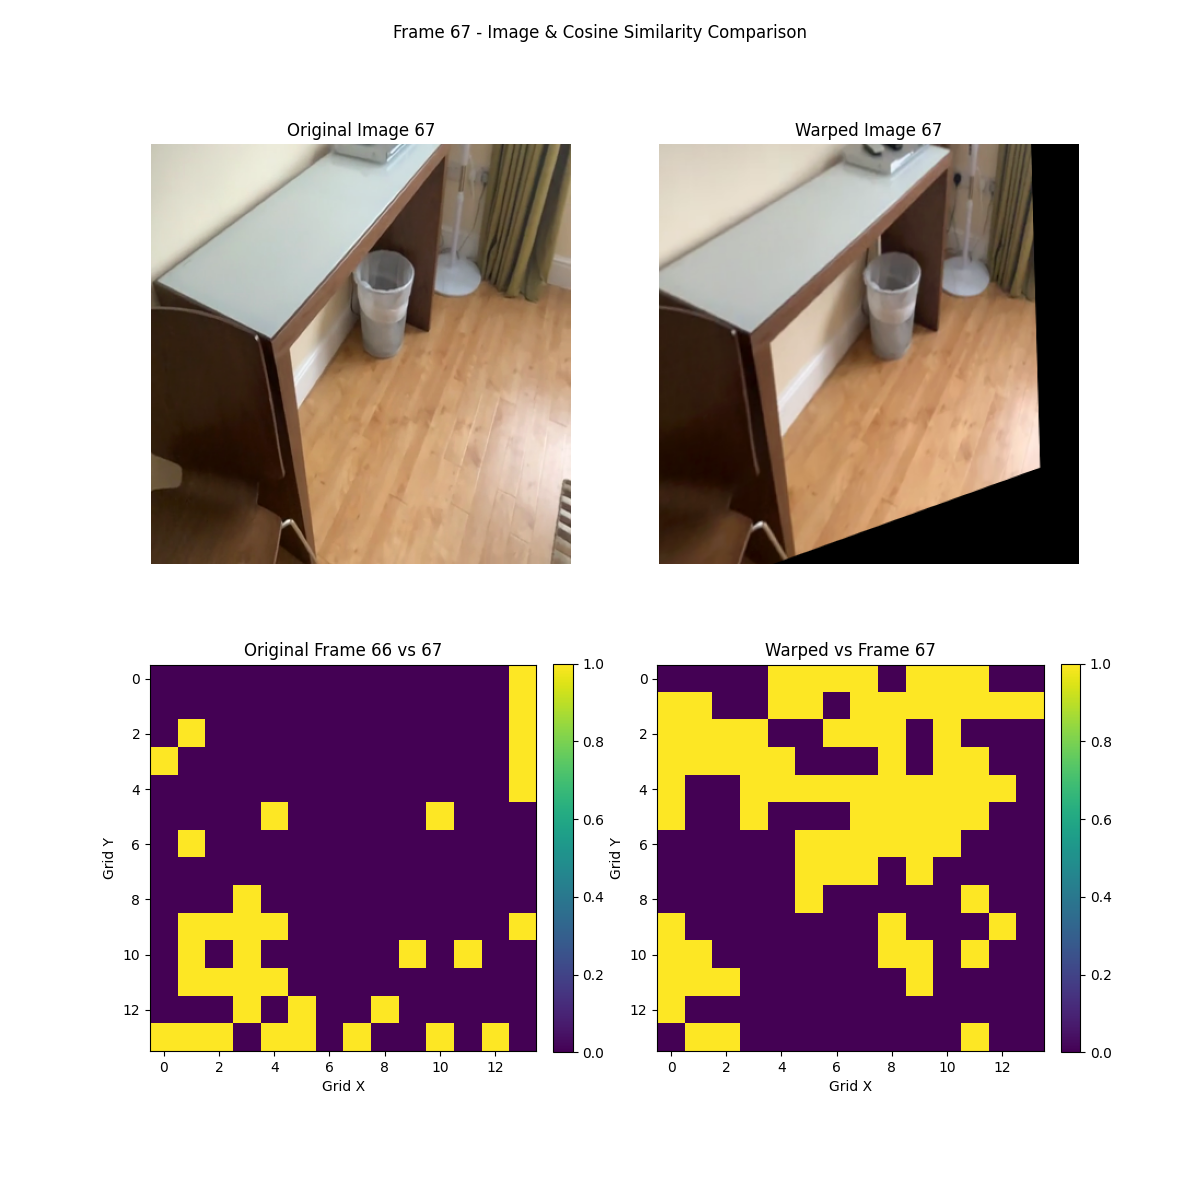 Frame 67 - Image & Cosine Similarity Comparison
Original Image 67
Warped Image 67
Original Frame 66 vs 67
Warped vs Frame 67
0
2
4
6
8
10
12
Grid Y
0 2 4 6 8 10 12
Grid X
1.0
0.8
0.6
0.4
0.2
0.0
0
2
4
6
8
10
12
Grid Y
0 2 4 6 8 10 12
Grid X
1.0
0.8
0.6
0.4
0.2
0.0